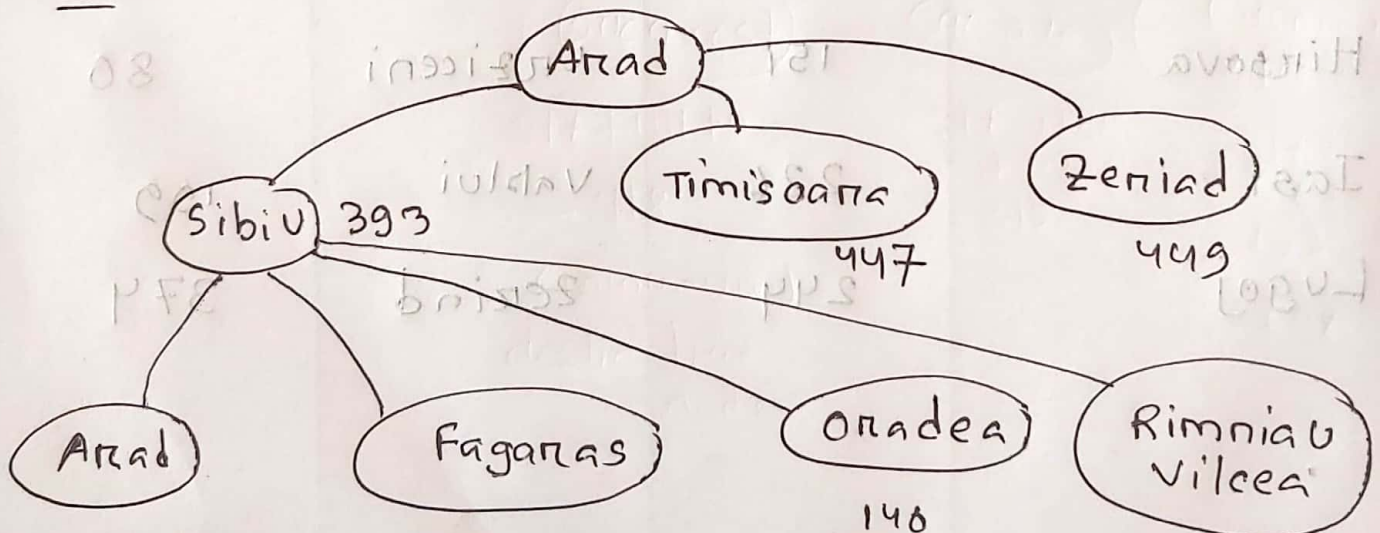 Arad
Sibiu 393
Timisoara
447
Zeriad
449
Arad
Fagaras
Oradea
140
Rimniau
Vilcea